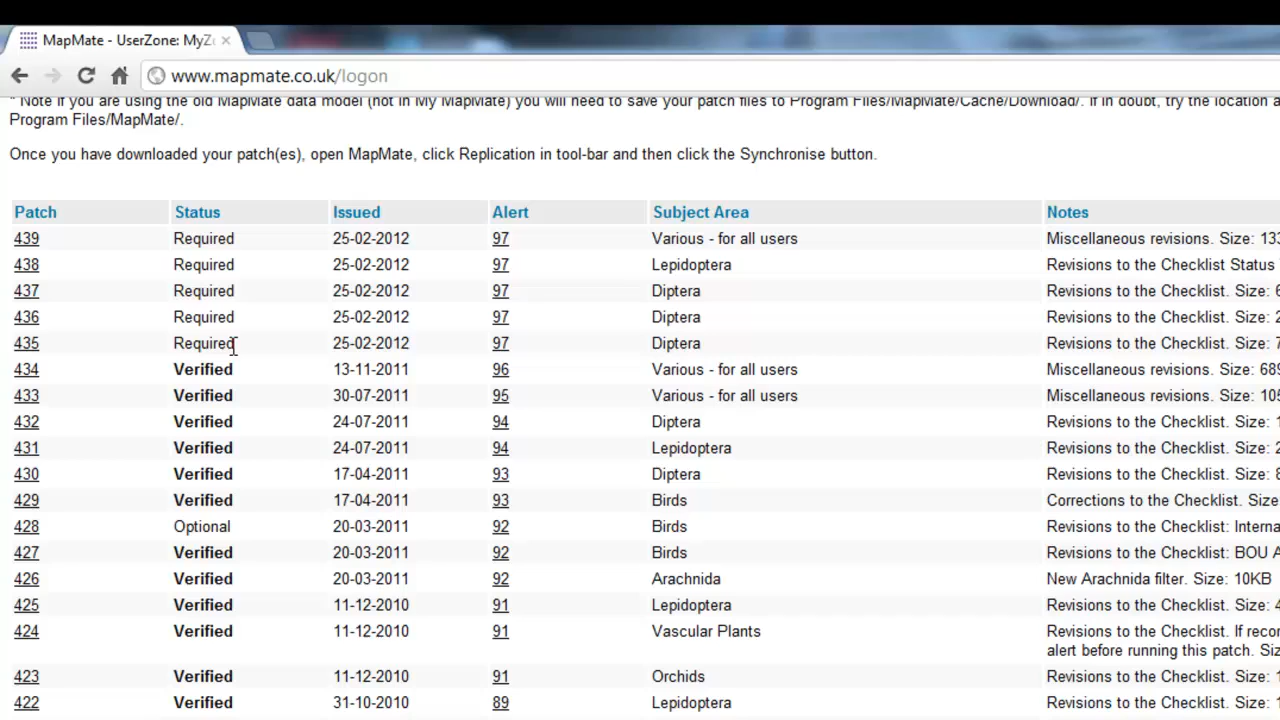 MapMate - UserZone: MyZ
www.mapmate.co.uk/logon
* Note if you are using the old MapMate data model (not in My MapMate) you will need to save your patch files to Program Files/MapMate/Cache/Download/. If in doubt, try the location a
Program Files/MapMate/.
Once you have downloaded your patch(es), open MapMate, click Replication in tool-bar and then click the Synchronise button.
Patch Status Issued Alert Subject Area Notes
439 Required 25-02-2012 97 Various - for all users Miscellaneous revisions. Size: 133
438 Required 25-02-2012 97 Lepidoptera Revisions to the Checklist Status
437 Required 25-02-2012 97 Diptera Revisions to the Checklist. Size: 6
436 Required 25-02-2012 97 Diptera Revisions to the Checklist. Size: 2
435 Required 25-02-2012 97 Diptera Revisions to the Checklist. Size: 7
434 Verified 13-11-2011 96 Various - for all users Miscellaneous revisions. Size: 689
433 Verified 30-07-2011 95 Various - for all users Miscellaneous revisions. Size: 105
432 Verified 24-07-2011 94 Diptera Revisions to the Checklist. Size: 1
431 Verified 24-07-2011 94 Lepidoptera Revisions to the Checklist. Size: 2
430 Verified 17-04-2011 93 Diptera Revisions to the Checklist. Size: 8
429 Verified 17-04-2011 93 Birds Corrections to the Checklist. Size
428 Optional 20-03-2011 92 Birds Revisions to the Checklist: Interna
427 Verified 20-03-2011 92 Birds Revisions to the Checklist: BOU A
426 Verified 20-03-2011 92 Arachnida New Arachnida filter. Size: 10KB
425 Verified 11-12-2010 91 Lepidoptera Revisions to the Checklist. Size: 4
424 Verified 11-12-2010 91 Vascular Plants Revisions to the Checklist. If recor
alert before running this patch. Siz
423 Verified 11-12-2010 91 Orchids Revisions to the Checklist. Size: 1
422 Verified 31-10-2010 89 Lepidoptera Revisions to the Checklist. Size: 1